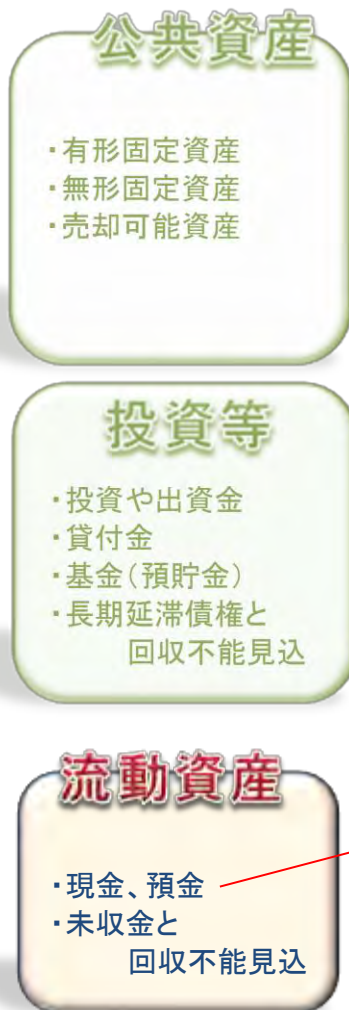 公共資産
・有形固定資産
・無形固定資産
・売却可能資産
投資等
・投資や出資金
・貸付金
・基金(預貯金)
・長期延滞債権と
回収不能見込
流動資産
・現金、預金
・未収金と
回収不能見込